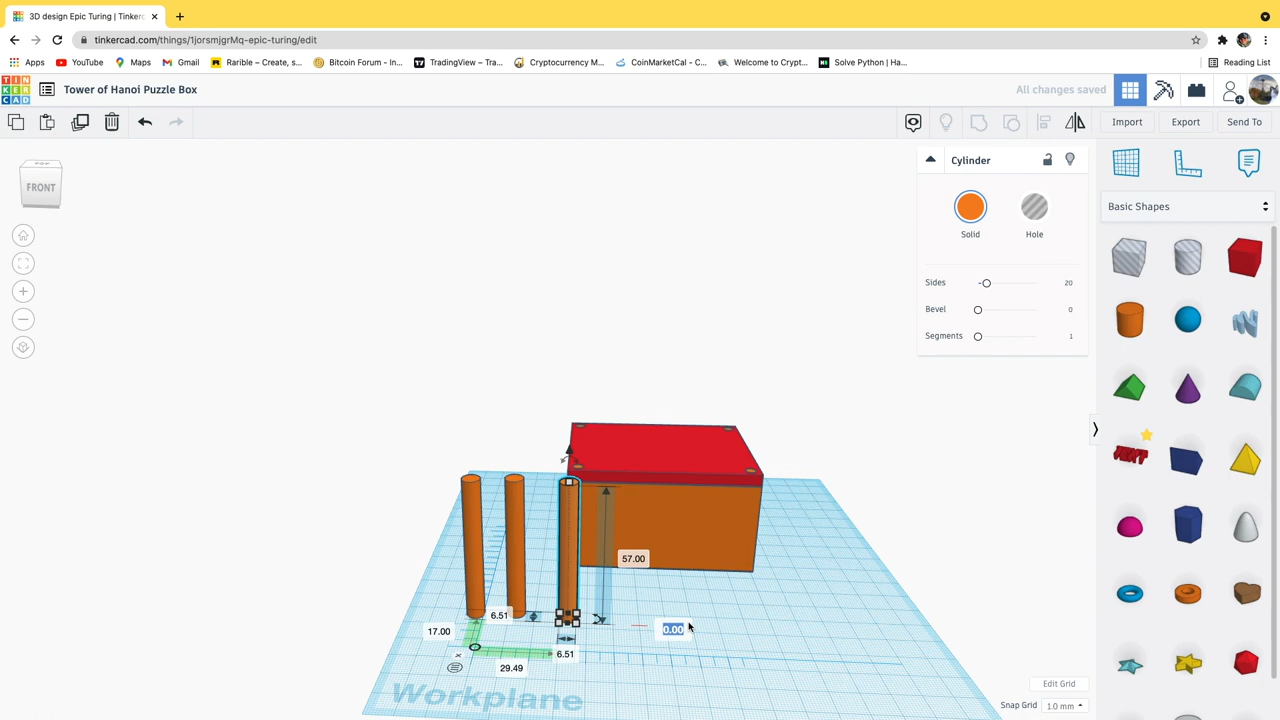 3D design Epic Turing | Tinkerc
tinkercad.com/things/1jorsmjgrMq-epic-turing/edit
Apps YouTube Maps Gmail Rarible – Create, s... Bitcoin Forum - In... TradingView – Tra... Cryptocurrency M... CoinMarketCal - C... Welcome to Crypt... Solve Python | Ha... Reading List
TIN
KER
CAD
Tower of Hanoi Puzzle Box
All changes saved
Import Export Send To
Cylinder
Solid Hole
Sides 20
Bevel 0
Segments 1
Basic Shapes
FRONT
57.00
6.51
17.00
0.00
6.51
29.49
Workplane
Edit Grid
Snap Grid 1.0 mm